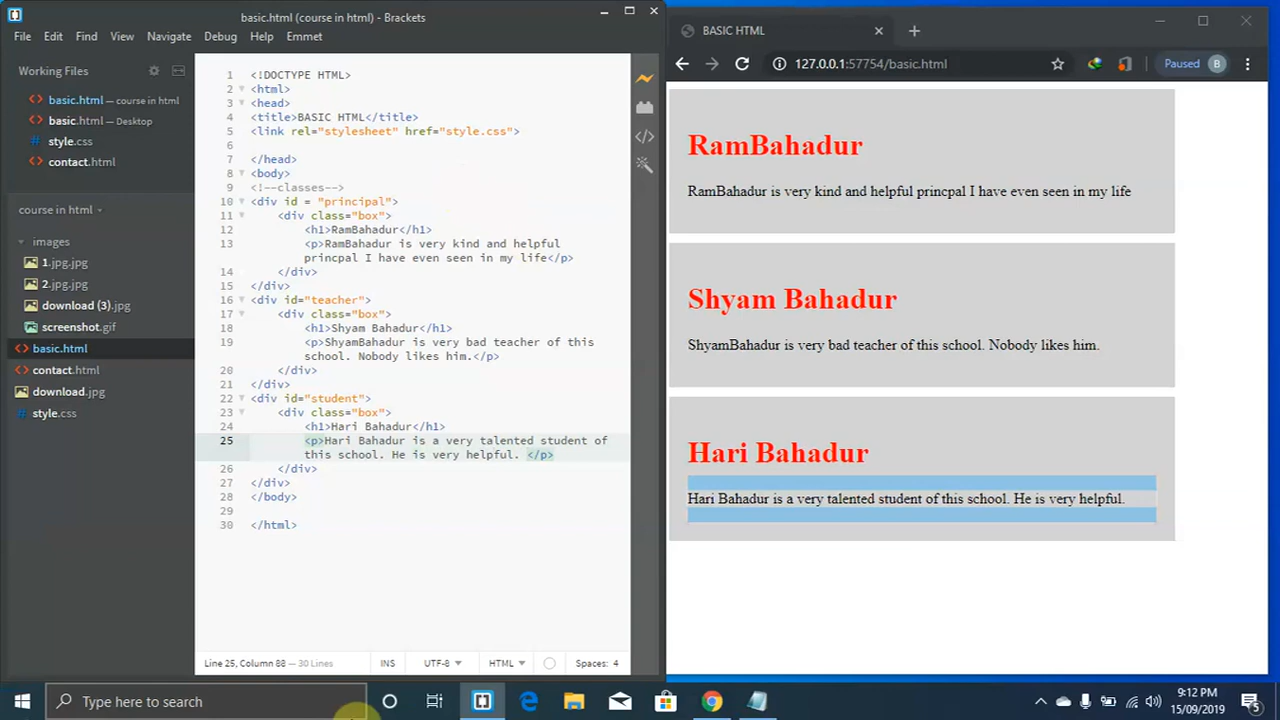 basic.html (course in html) - Brackets
File Edit Find View Navigate Debug Help Emmet
Working Files
basic.html — course in html
basic.html — Desktop
style.css
contact.html
course in html
images
1.jpg.jpg
2.jpg.jpg
download (3).jpg
screenshot.gif
basic.html
contact.html
download.jpg
style.css
1 <!DOCTYPE HTML>
2 <html>
3 <head>
4 <title>BASIC HTML</title>
5 <link rel="stylesheet" href="style.css">
6
7 </head>
8 <body>
9 <!--classes-->
10 <div id = "principal">
11 <div class="box">
12 <h1>RamBahadur</h1>
13 <p>RamBahadur is very kind and helpful
princpal I have even seen in my life</p>
14 </div>
15 </div>
16 <div id="teacher">
17 <div class="box">
18 <h1>Shyam Bahadur</h1>
19 <p>ShyamBahadur is very bad teacher of this
school. Nobody likes him.</p>
20 </div>
21 </div>
22 <div id="student">
23 <div class="box">
24 <h1>Hari Bahadur</h1>
25 <p>Hari Bahadur is a very talented student of
this school. He is very helpful. </p>
26 </div>
27 </div>
28 </body>
29
30 </html>
Line 25, Column 88 — 30 Lines INS UTF-8 HTML Spaces: 4
BASIC HTML
127.0.0.1:57754/basic.html Paused B
RamBahadur
RamBahadur is very kind and helpful princpal I have even seen in my life
Shyam Bahadur
ShyamBahadur is very bad teacher of this school. Nobody likes him.
Hari Bahadur
Hari Bahadur is a very talented student of this school. He is very helpful.
Type here to search
9:12 PM
15/09/2019
5